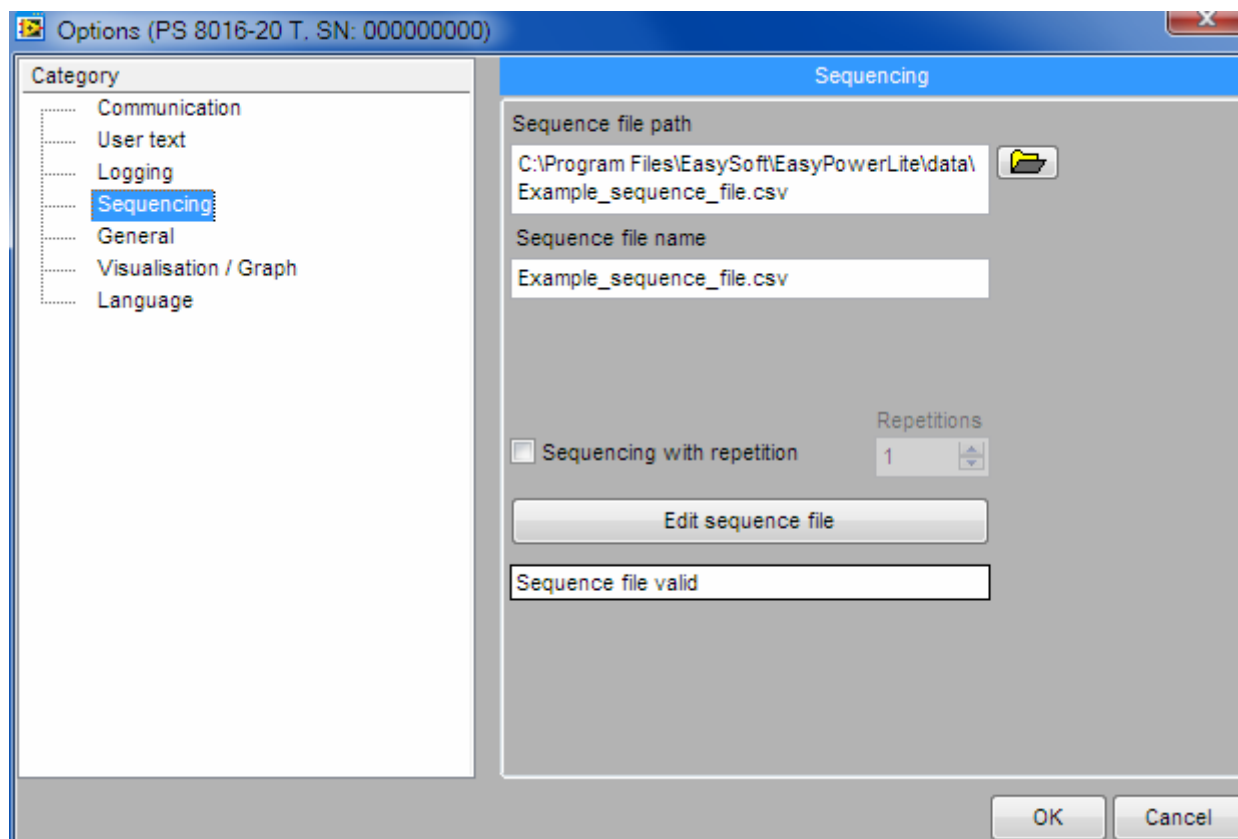 Options (PS 8016-20 T. SN: 000000000)
Category
Communication
User text
Logging
Sequencing
General
Visualisation / Graph
Language
Sequencing
Sequence file path
C:\Program Files\EasySoft\EasyPowerLite\data\
Example_sequence_file.csv
Sequence file name
Example_sequence_file.csv
Repetitions
Sequencing with repetition
1
Edit sequence file
Sequence file valid
OK
Cancel